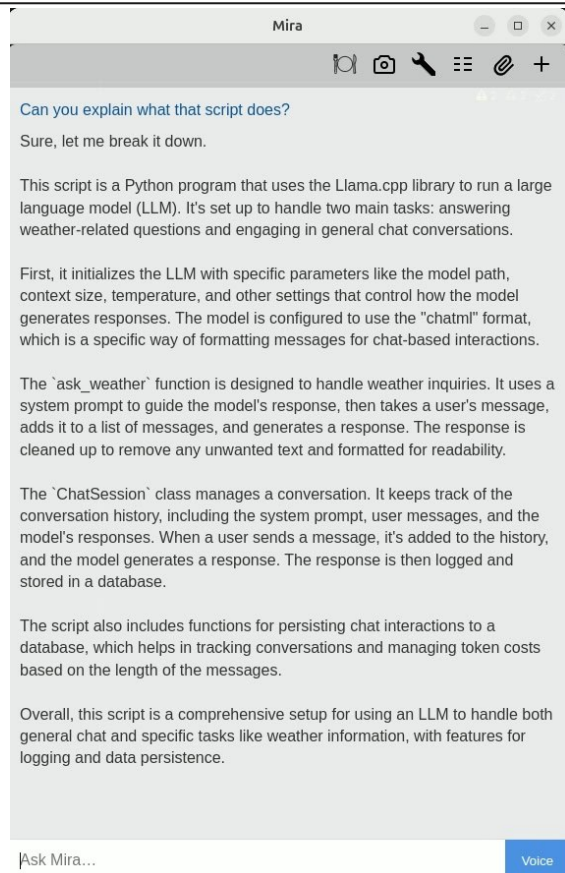 Mira
Can you explain what that script does?
Sure, let me break it down.
This script is a Python program that uses the Llama.cpp library to run a large
language model (LLM). It's set up to handle two main tasks: answering
weather-related questions and engaging in general chat conversations.
First, it initializes the LLM with specific parameters like the model path,
context size, temperature, and other settings that control how the model
generates responses. The model is configured to use the "chatml" format,
which is a specific way of formatting messages for chat-based interactions.
The `ask_weather` function is designed to handle weather inquiries. It uses a
system prompt to guide the model's response, then takes a user's message,
adds it to a list of messages, and generates a response. The response is
cleaned up to remove any unwanted text and formatted for readability.
The `ChatSession` class manages a conversation. It keeps track of the
conversation history, including the system prompt, user messages, and the
model's responses. When a user sends a message, it's added to the history,
and the model generates a response. The response is then logged and
stored in a database.
The script also includes functions for persisting chat interactions to a
database, which helps in tracking conversations and managing token costs
based on the length of the messages.
Overall, this script is a comprehensive setup for using an LLM to handle both
general chat and specific tasks like weather information, with features for
logging and data persistence.
Ask Mira…
Voice